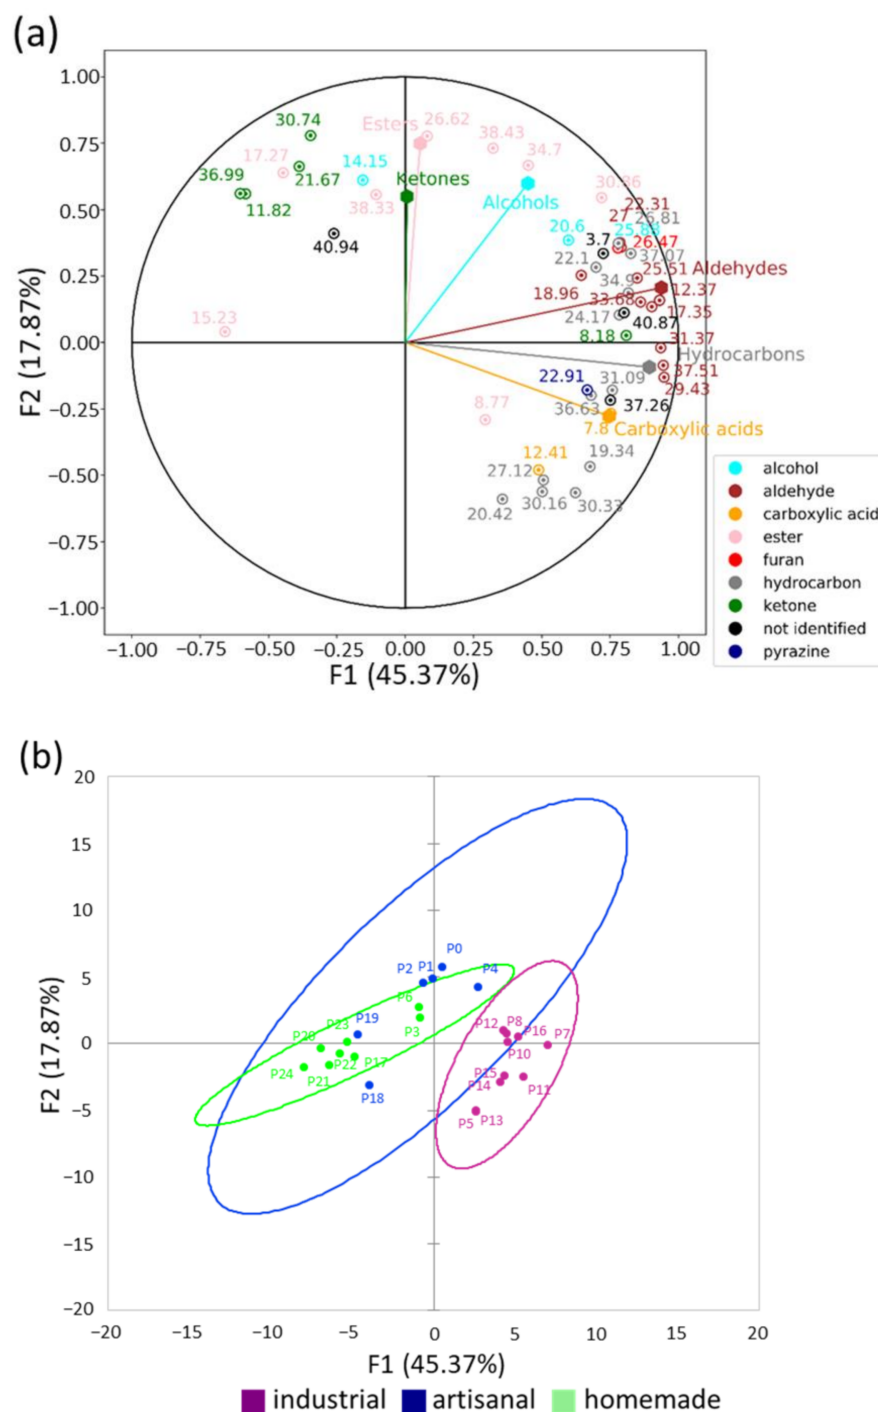 (a)
1.00
0.75
0.50
0.25
0.00
−0.25
−0.50
−0.75
−1.00
F2 (17.87%)
30.74
Esters
26.62
38.43
17.27
14.15
34.7
36.99
21.67
Ketones
30.86
11.82
38.33
Alcohols
22.31
27
26.81
40.94
20.6
25.88
3.7
26.47
22.1
37.07
25.51
Aldehydes
34.9
18.96
33.68
12.37
15.23
24.17
40.87
17.35
8.18
31.37
Hydrocarbons
22.91
31.09
37.51
29.43
8.77
36.63
37.26
7.8
Carboxylic acids
12.41
19.34
27.12
20.42
30.16
30.33
alcohol
aldehyde
carboxylic acid
ester
furan
hydrocarbon
ketone
not identified
pyrazine
−1.00 −0.75 −0.50 −0.25 0.00 0.25 0.50 0.75 1.00
F1 (45.37%)
(b)
20
15
10
5
0
−5
−10
−15
−20
F2 (17.87%)
P0
P2
P1
P4
P6
P3
P19
P23
P20
P12
P8
P16
P7
P10
P24
P21
P22
P17
P18
P15
P14
P11
P5
P13
−20 −15 −10 −5 0 5 10 15 20
F1 (45.37%)
industrial artisanal homemade